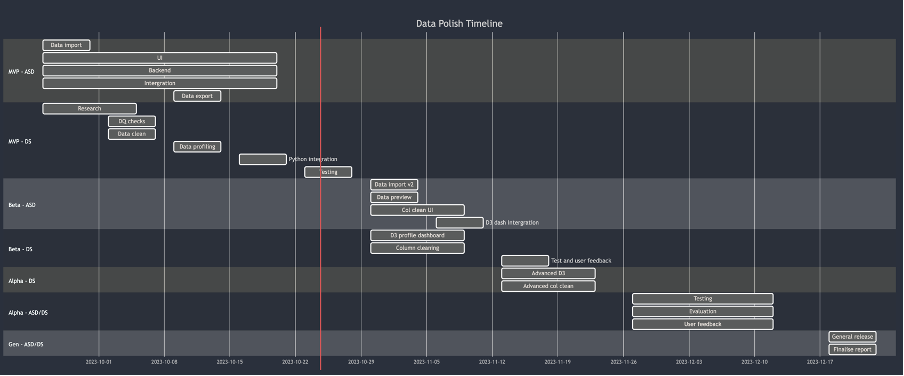 Data Polish Timeline
MVP - ASD
Data import
UI
Backend
Intergration
Data export
MVP - DS
Research
DQ checks
Data clean
Data profiling
Python integration
Testing
Beta - ASD
Data import v2
Data preview
Col clean UI
D3 dash intergration
Beta - DS
D3 profile dashboard
Column cleaning
Test and user feedback
Alpha - DS
Advanced D3
Advanced col clean
Alpha - ASD/DS
Testing
Evaluation
User feedback
Gen - ASD/DS
General release
Finalise report
2023-10-01 2023-10-08 2023-10-15 2023-10-22 2023-10-29 2023-11-05 2023-11-12 2023-11-19 2023-11-26 2023-12-03 2023-12-10 2023-12-17